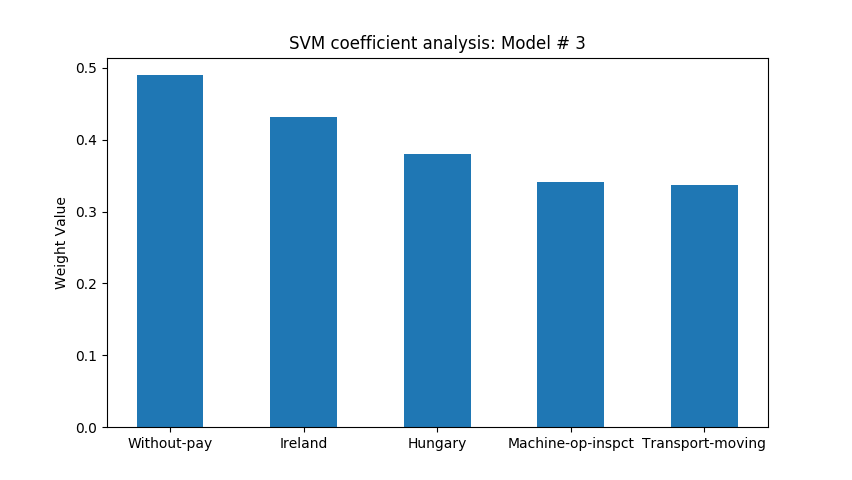 SVM coefficient analysis: Model # 3
Weight Value
0.5
0.4
0.3
0.2
0.1
0.0
Without-pay
Ireland
Hungary
Machine-op-inspct
Transport-moving